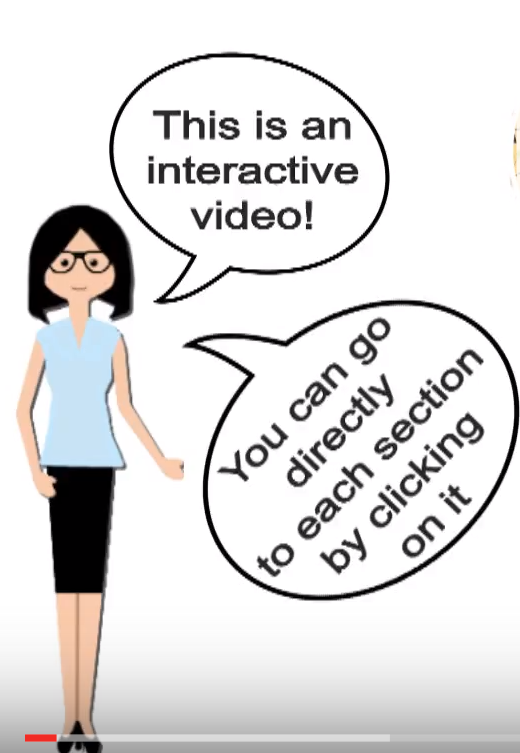 This is an
interactive
video!
You can go
directly
to each section
by clicking
on it